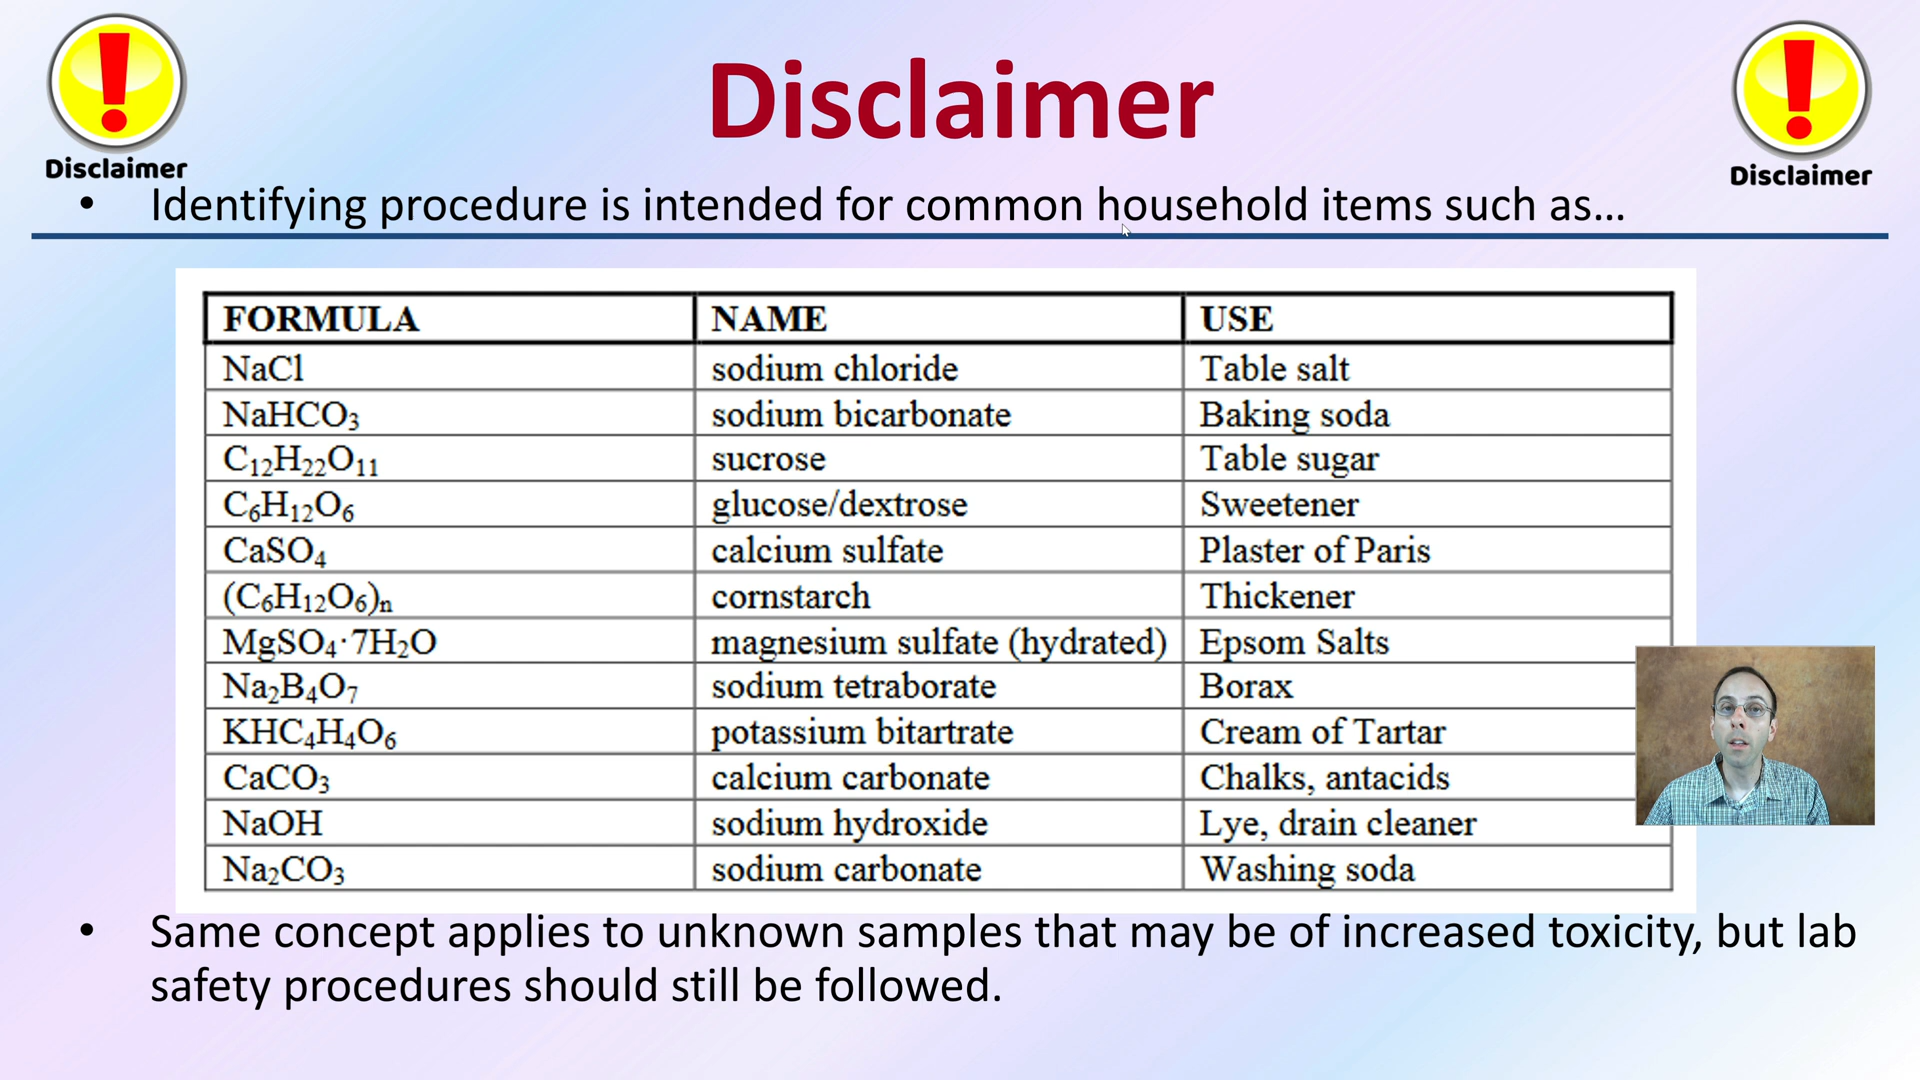 Disclaimer
Disclaimer
Disclaimer
• Identifying procedure is intended for common household items such as...
FORMULA NAME USE
NaCl sodium chloride Table salt
NaHCO₃ sodium bicarbonate Baking soda
C₁₂H₂₂O₁₁ sucrose Table sugar
C₆H₁₂O₆ glucose/dextrose Sweetener
CaSO₄ calcium sulfate Plaster of Paris
(C₆H₁₂O₆)ₙ cornstarch Thickener
MgSO₄·7H₂O magnesium sulfate (hydrated) Epsom Salts
Na₂B₄O₇ sodium tetraborate Borax
KHC₄H₄O₆ potassium bitartrate Cream of Tartar
CaCO₃ calcium carbonate Chalks, antacids
NaOH sodium hydroxide Lye, drain cleaner
Na₂CO₃ sodium carbonate Washing soda
• Same concept applies to unknown samples that may be of increased toxicity, but lab
safety procedures should still be followed.